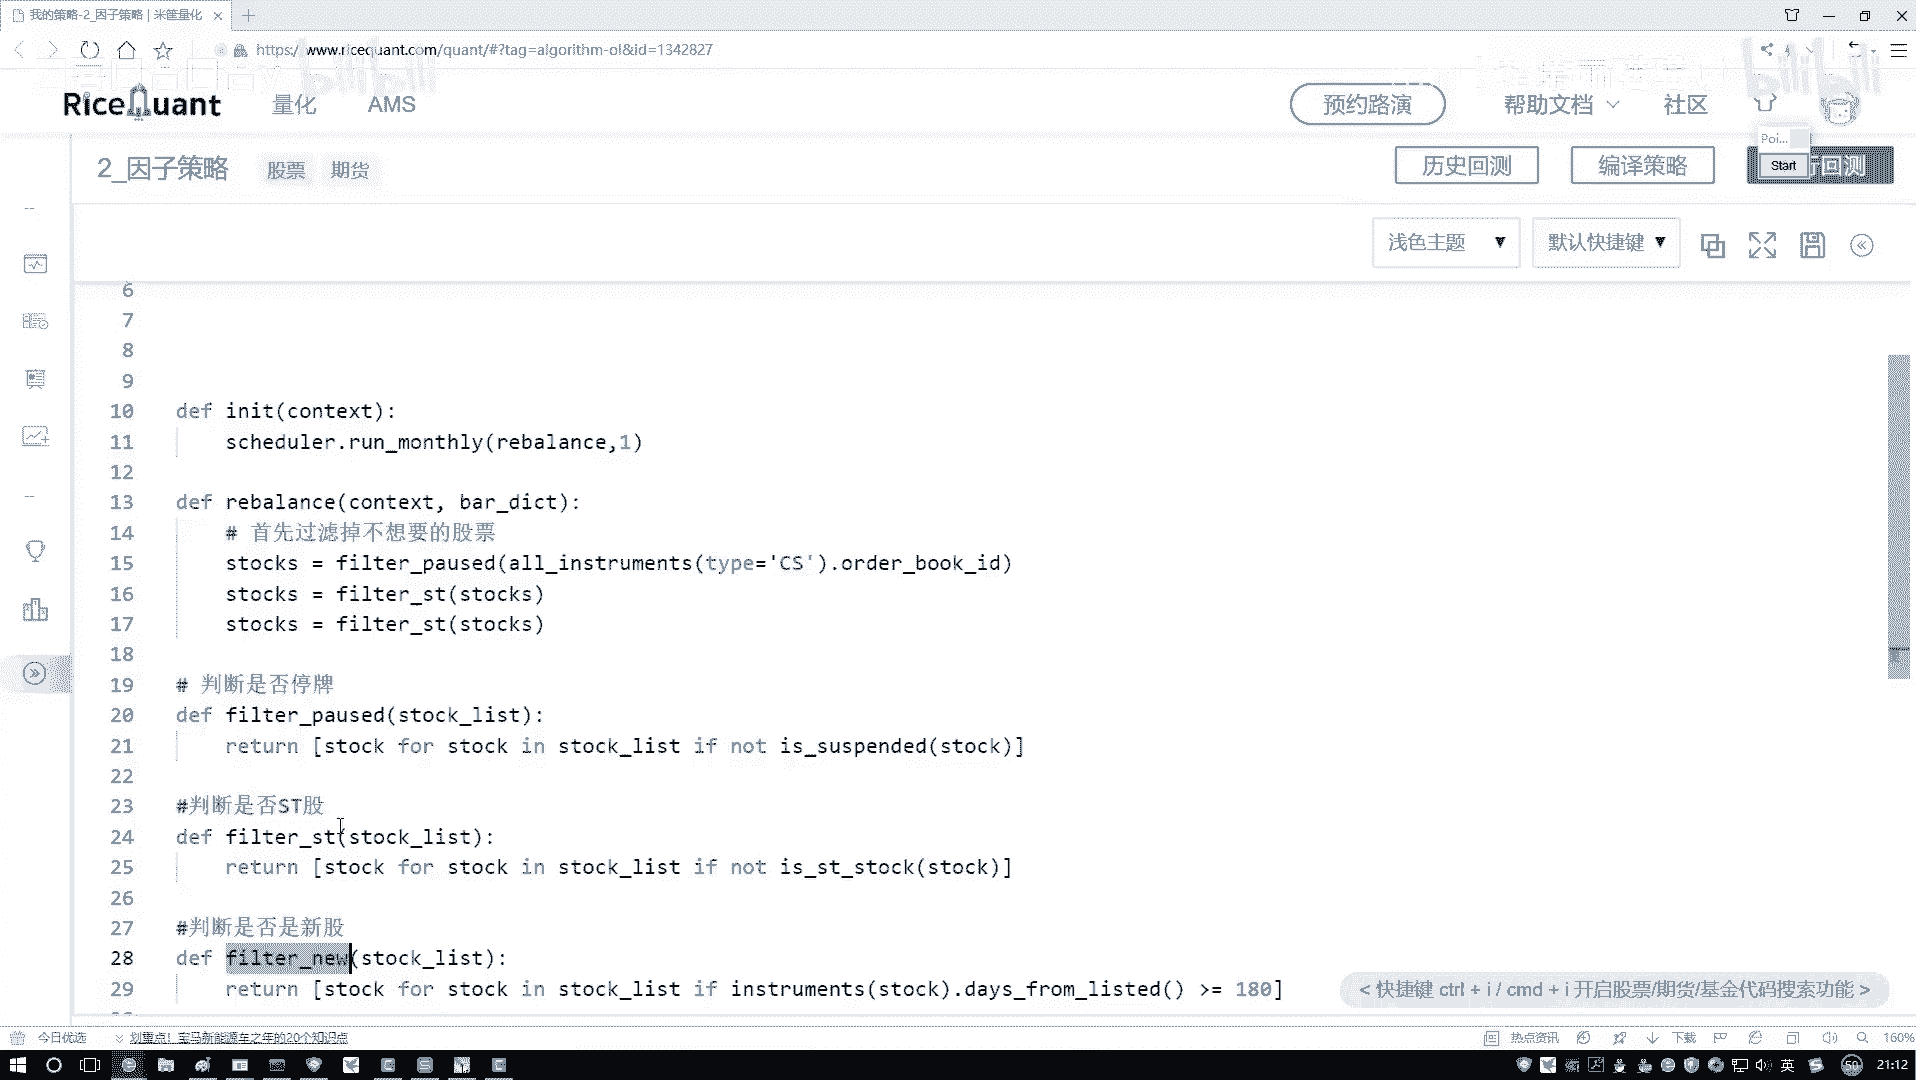 我的策略-2_因子策略 | 米筐量化
https://www.ricequant.com/quant/#?tag=algorithm-ol&id=1342827
bilibili
bilibili
RiceQuant 量化 AMS 预约路演 帮助文档 社区
Poi...
2_因子策略 股票 期货 历史回测 编译策略 Start 回测
浅色主题 默认快捷键
6
7
8
9
10 def init(context):
11 scheduler.run_monthly(rebalance,1)
12
13 def rebalance(context, bar_dict):
14 # 首先过滤掉不想要的股票
15 stocks = filter_paused(all_instruments(type='CS').order_book_id)
16 stocks = filter_st(stocks)
17 stocks = filter_st(stocks)
18
19 # 判断是否停牌
20 def filter_paused(stock_list):
21 return [stock for stock in stock_list if not is_suspended(stock)]
22
23 #判断是否ST股
24 def filter_st(stock_list):
25 return [stock for stock in stock_list if not is_st_stock(stock)]
26
27 #判断是否是新股
28 def filter_new(stock_list):
29 return [stock for stock in stock_list if instruments(stock).days_from_listed() >= 180]
< 快捷键 ctrl + i / cmd + i 开启股票/期货/基金代码搜索功能 >
今日优选 划重点！宝马新能源车之年的20个知识点 热点资讯 下载 160%
英 50 21:12